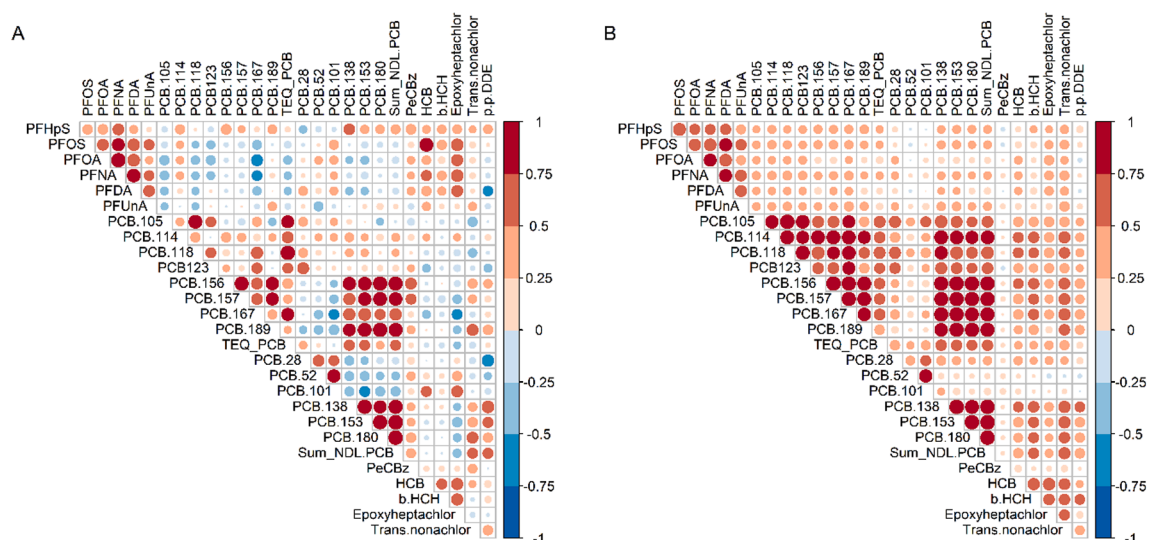 A
PFOS PFOA PFNA PFDA PFUnA PCB.105 PCB.114 PCB.118 PCB123 PCB.156 PCB.157 PCB.167 PCB.189 TEQ_PCB PCB.28 PCB.52 PCB.101 PCB.138 PCB.153 PCB.180 Sum_NDL.PCB PeCBz HCB b.HCH Epoxyheptachlor Trans.nonachlor p.p.DDE
PFHpS
PFOS
PFOA
PFNA
PFDA
PFUnA
PCB.105
PCB.114
PCB.118
PCB123
PCB.156
PCB.157
PCB.167
PCB.189
TEQ_PCB
PCB.28
PCB.52
PCB.101
PCB.138
PCB.153
PCB.180
Sum_NDL.PCB
PeCBz
HCB
b.HCH
Epoxyheptachlor
Trans.nonachlor
1
0.75
0.5
0.25
0
-0.25
-0.5
-0.75
-1
B
PFOS PFOA PFNA PFDA PFUnA PCB.105 PCB.114 PCB.118 PCB123 PCB.156 PCB.157 PCB.167 PCB.189 TEQ_PCB PCB.28 PCB.52 PCB.101 PCB.138 PCB.153 PCB.180 Sum_NDL.PCB PeCBz HCB b.HCH Epoxyheptachlor Trans.nonachlor p.p.DDE
PFHpS
PFOS
PFOA
PFNA
PFDA
PFUnA
PCB.105
PCB.114
PCB.118
PCB123
PCB.156
PCB.157
PCB.167
PCB.189
TEQ_PCB
PCB.28
PCB.52
PCB.101
PCB.138
PCB.153
PCB.180
Sum_NDL.PCB
PeCBz
HCB
b.HCH
Epoxyheptachlor
Trans.nonachlor
1
0.75
0.5
0.25
0
-0.25
-0.5
-0.75
-1